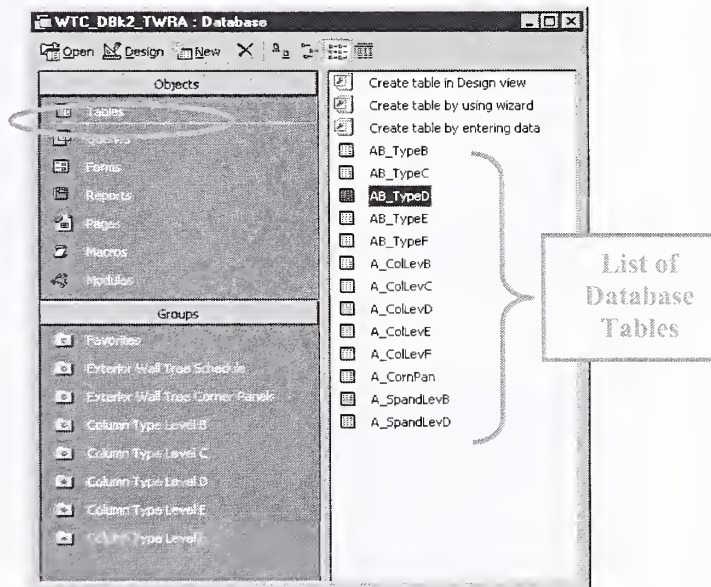 WTC_DBk2_TWRA : Database
Open Design New
Objects
Tables
Queries
Forms
Reports
Pages
Macros
Modules
Groups
Favorites
Exterior Wall Tree Schedule
Exterior Wall Tree Corner Panels
Column Type Level B
Column Type Level C
Column Type Level D
Column Type Level E
Column Type Level
Create table in Design view
Create table by using wizard
Create table by entering data
AB_TypeB
AB_TypeC
AB_TypeD
AB_TypeE
AB_TypeF
A_ColLevB
A_ColLevC
A_ColLevD
A_ColLevE
A_ColLevF
A_CornPan
A_SpandLevB
A_SpandLevD
List of
Database
Tables